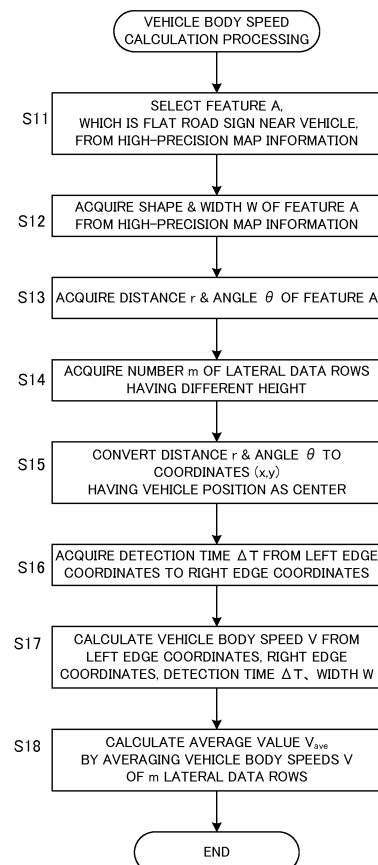 VEHICLE BODY SPEED
CALCULATION PROCESSING
S11
SELECT FEATURE A,
WHICH IS FLAT ROAD SIGN NEAR VEHICLE,
FROM HIGH-PRECISION MAP INFORMATION
S12
ACQUIRE SHAPE & WIDTH W OF FEATURE A
FROM HIGH-PRECISION MAP INFORMATION
S13
ACQUIRE DISTANCE r & ANGLE θ OF FEATURE A
S14
ACQUIRE NUMBER m OF LATERAL DATA ROWS
HAVING DIFFERENT HEIGHT
S15
CONVERT DISTANCE r & ANGLE θ TO
COORDINATES (x,y)
HAVING VEHICLE POSITION AS CENTER
S16
ACQUIRE DETECTION TIME ΔT FROM LEFT EDGE
COORDINATES TO RIGHT EDGE COORDINATES
S17
CALCULATE VEHICLE BODY SPEED V FROM
LEFT EDGE COORDINATES, RIGHT EDGE
COORDINATES, DETECTION TIME ΔT、WIDTH W
S18
CALCULATE AVERAGE VALUE Vave
BY AVERAGING VEHICLE BODY SPEEDS V
OF m LATERAL DATA ROWS
END